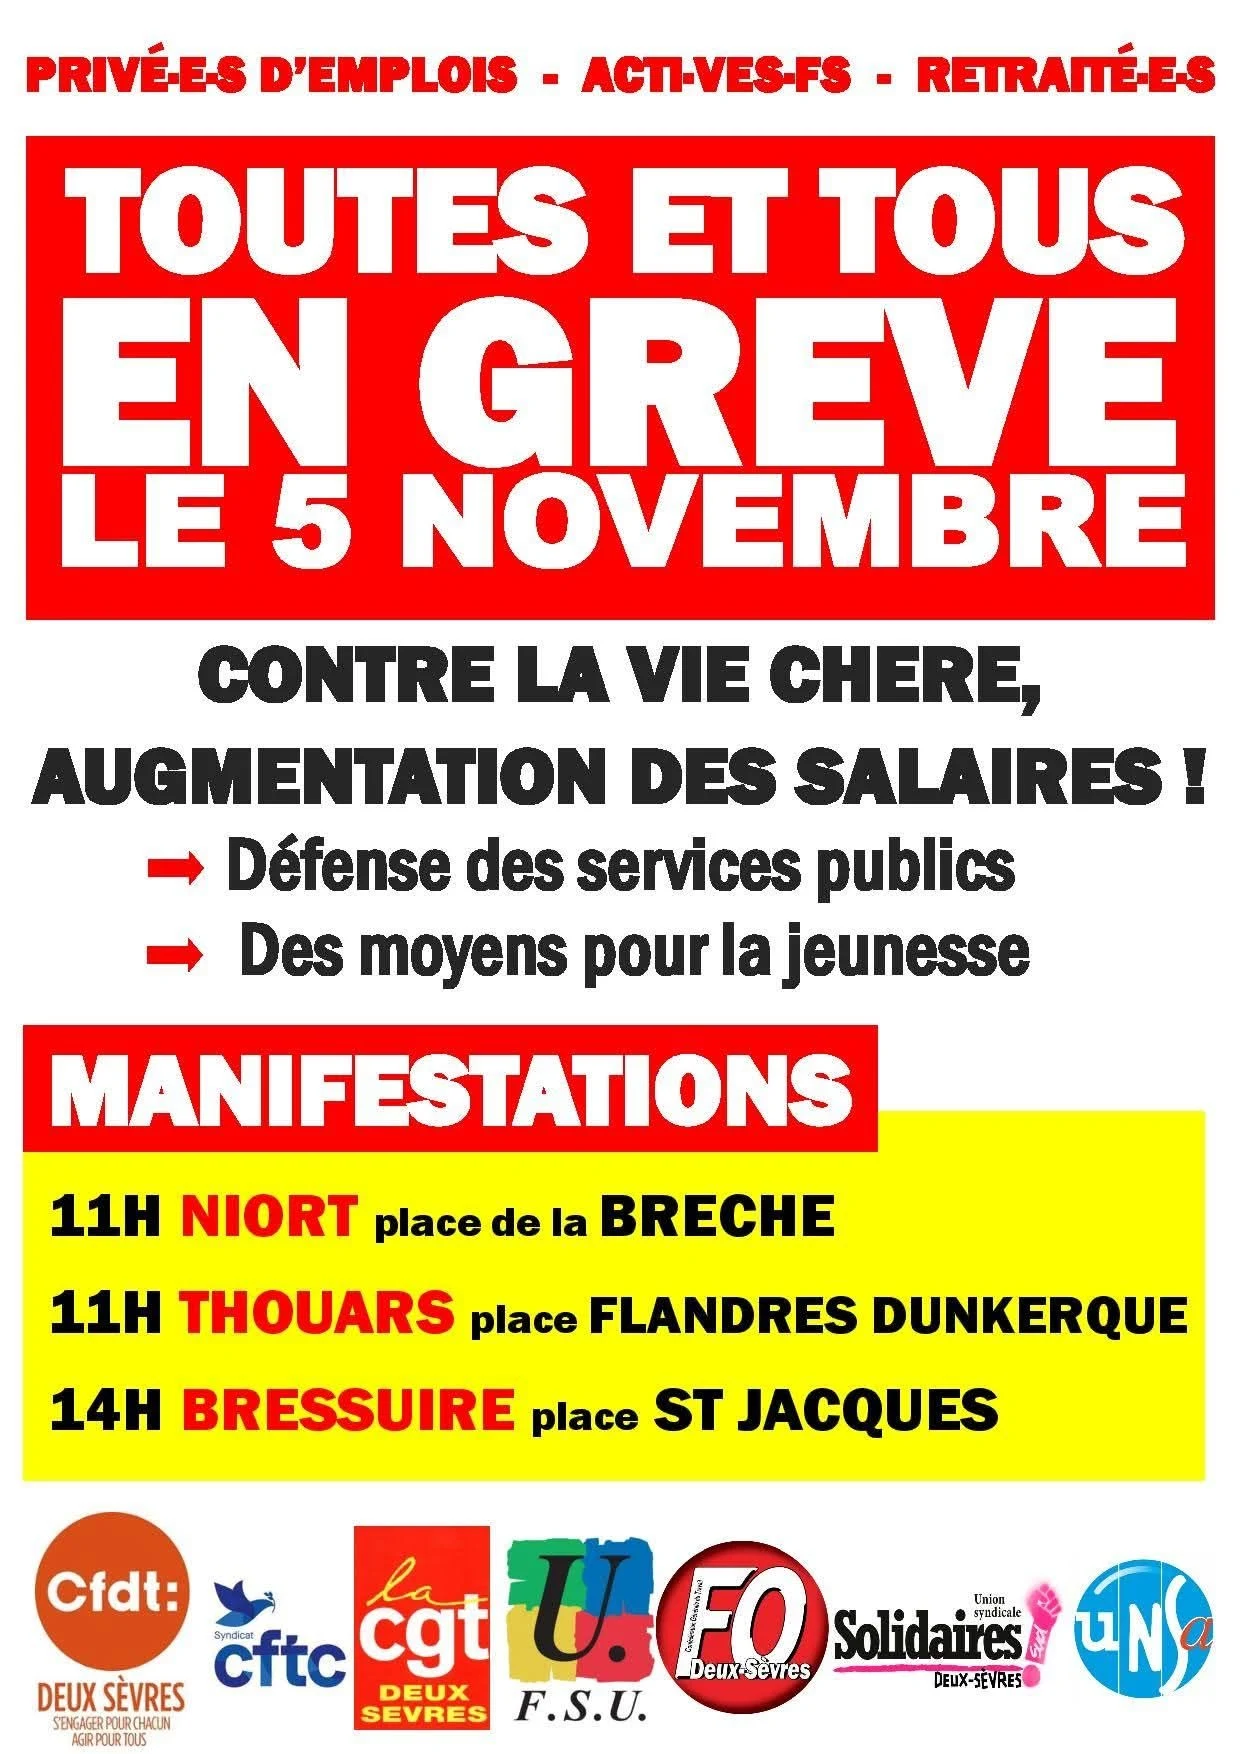 PRIVÉ-E-S D'EMPLOIS - ACTI-VES-FS - RETRAITÉ-E-S
TOUTES ET TOUS
EN GREVE
LE 5 NOVEMBRE
CONTRE LA VIE CHERE,
AUGMENTATION DES SALAIRES !
➡ Défense des services publics
➡ Des moyens pour la jeunesse
MANIFESTATIONS
11H NIORT place de la BRECHE
11H THOUARS place FLANDRES DUNKERQUE
14H BRESSUIRE place ST JACQUES
Cfdt:
DEUX SÈVRES
S'ENGAGER POUR CHACUN
AGIR POUR TOUS
Syndicat
cftc
la
cgt
DEUX
SEVRES
U.
F.S.U.
FO
Deux-Sèvres
Union
syndicale
Solidaires
SUD
DEUX-SÈVRES
UNSa